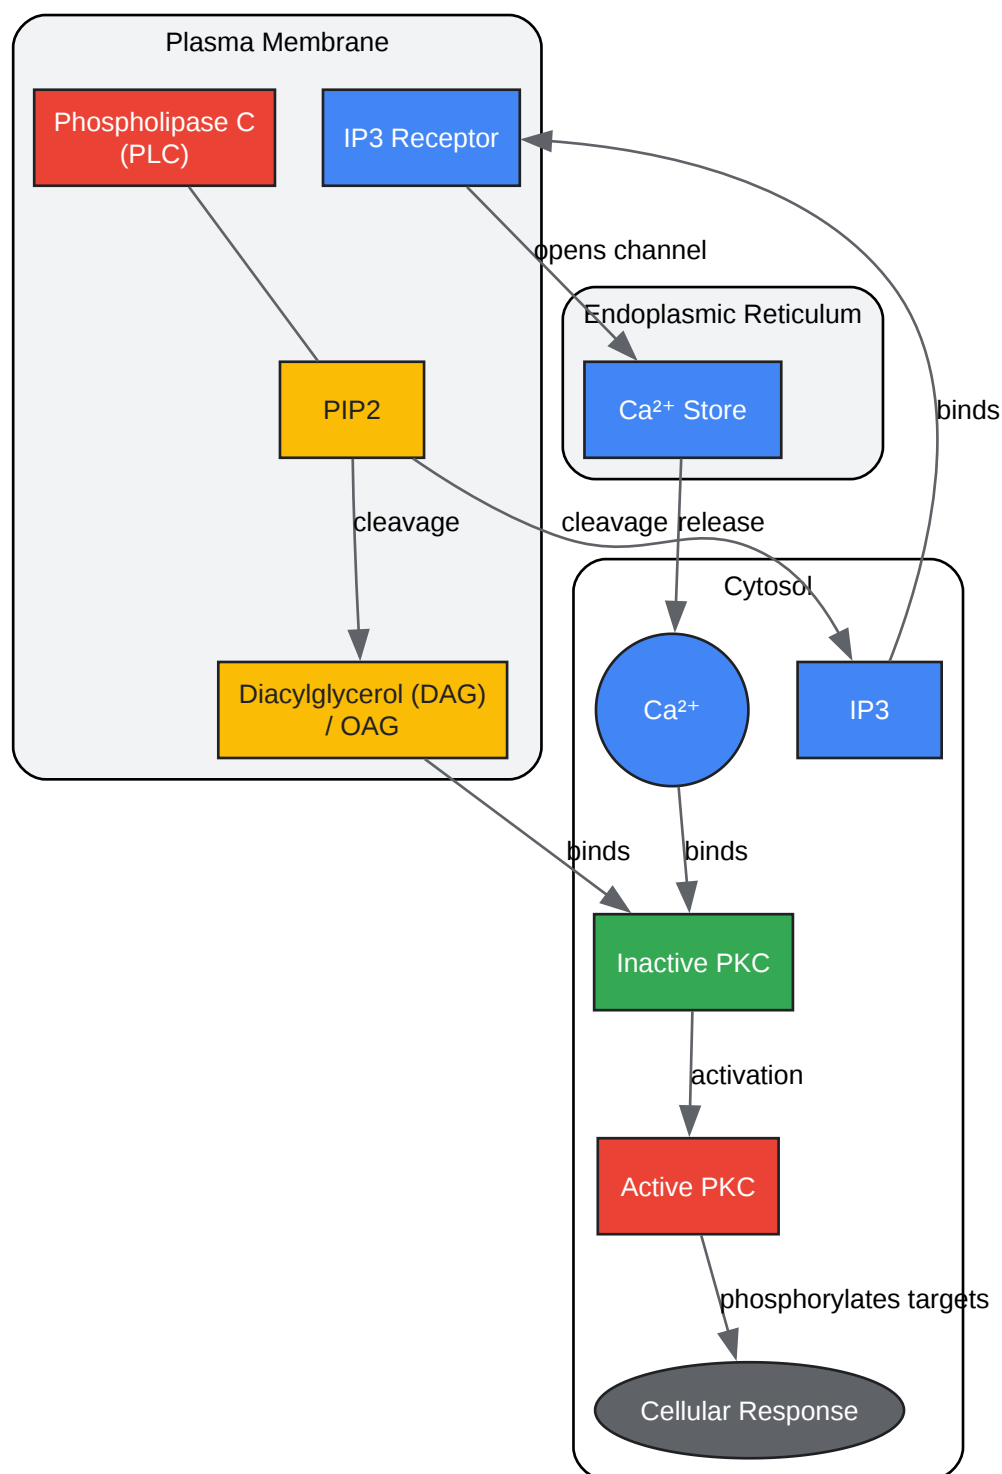 Plasma Membrane
Phospholipase C
(PLC)
IP3 Receptor
opens channel
Endoplasmic Reticulum
PIP2
Ca²⁺ Store
binds
cleavage
cleavage
release
Cytosol
Diacylglycerol (DAG)
/ OAG
Ca²⁺
IP3
binds
binds
Inactive PKC
activation
Active PKC
phosphorylates targets
Cellular Response